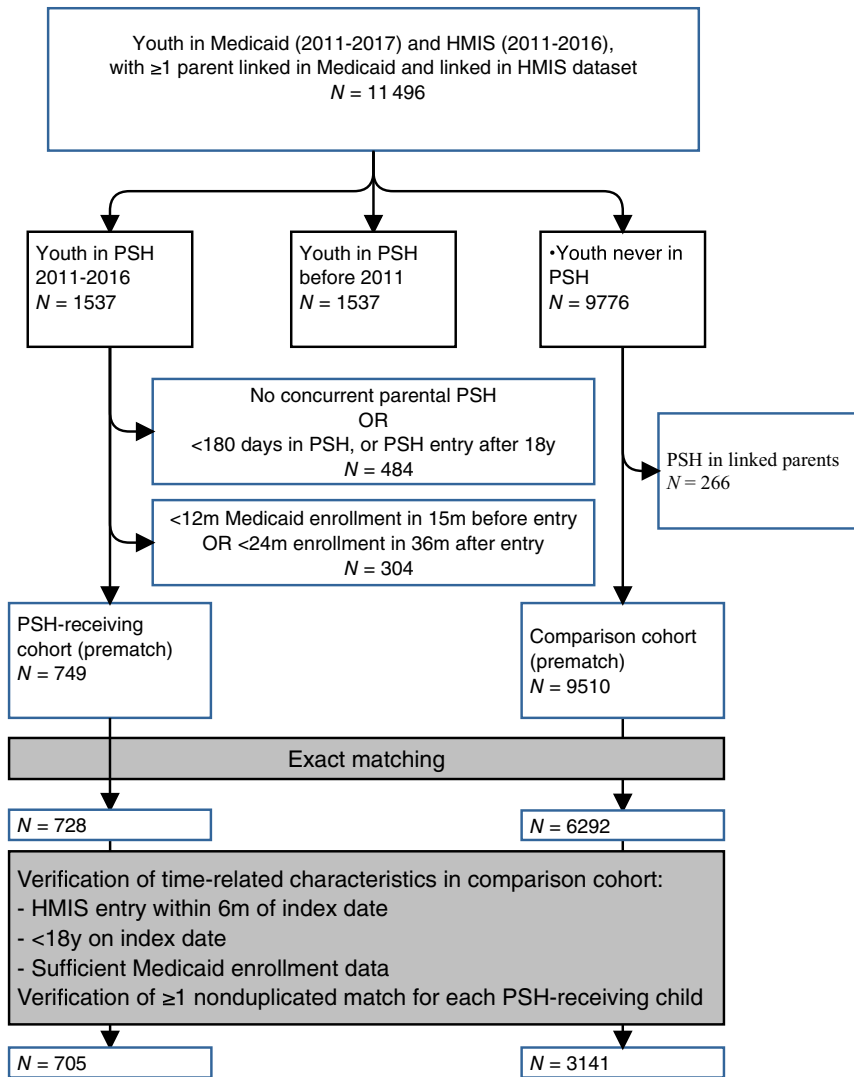 Youth in Medicaid (2011-2017) and HMIS (2011-2016),
with ≥1 parent linked in Medicaid and linked in HMIS dataset
N = 11 496
Youth in PSH
2011-2016
N = 1537
Youth in PSH
before 2011
N = 1537
•Youth never in
PSH
N = 9776
No concurrent parental PSH
OR
<180 days in PSH, or PSH entry after 18y
N = 484
PSH in linked parents
N = 266
<12m Medicaid enrollment in 15m before entry
OR <24m enrollment in 36m after entry
N = 304
PSH-receiving
cohort (prematch)
N = 749
Comparison cohort
(prematch)
N = 9510
Exact matching
N = 728
N = 6292
Verification of time-related characteristics in comparison cohort:
- HMIS entry within 6m of index date
- <18y on index date
- Sufficient Medicaid enrollment data
Verification of ≥1 nonduplicated match for each PSH-receiving child
N = 705
N = 3141